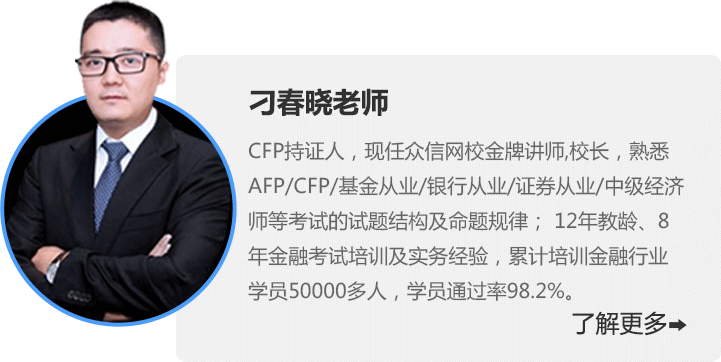 刁春晓老师
CFP持证人，现任众信网校金牌讲师,校长，熟悉
AFP/CFP/基金从业/银行从业/证券从业/中级经济
师等考试的试题结构及命题规律； 12年教龄、8
年金融考试培训及实务经验，累计培训金融行业
学员50000多人，学员通过率98.2%。
了解更多➡